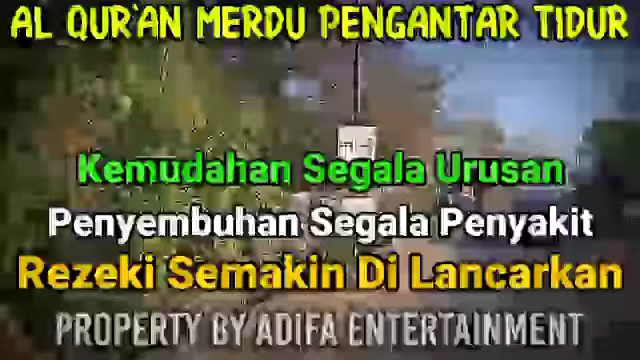 AL QUR'AN MERDU PENGANTAR TIDUR
Kemudahan Segala Urusan
Penyembuhan Segala Penyakit
Rezeki Semakin Di Lancarkan
PROPERTY BY ADIFA ENTERTAINMENT